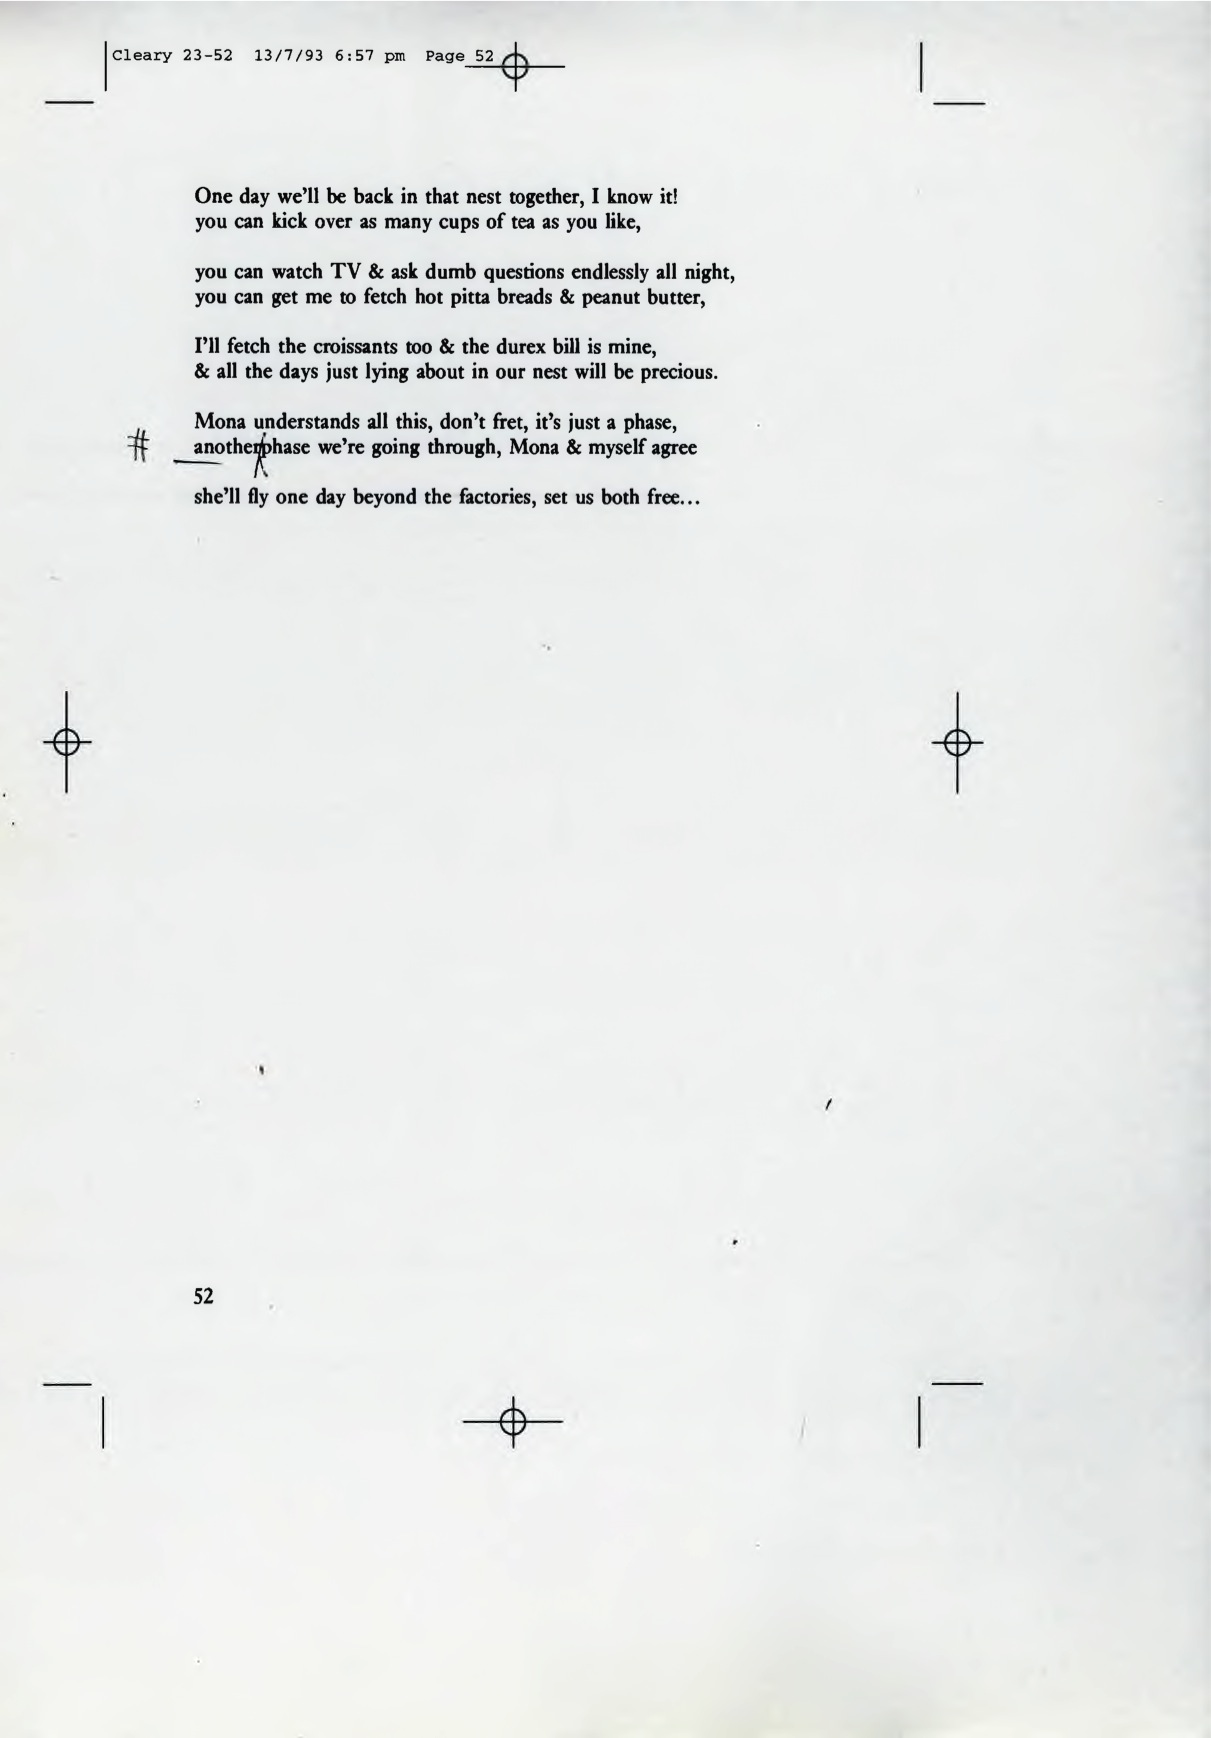 Cleary 23-52 13/7/93 6:57 pm Page 52
One day we'll be back in that nest together, I know it!
you can kick over as many cups of tea as you like,
you can watch TV & ask dumb questions endlessly all night,
you can get me to fetch hot pitta breads & peanut butter,
I'll fetch the croissants too & the durex bill is mine,
& all the days just lying about in our nest will be precious.
Mona understands all this, don't fret, it's just a phase,
# anotherphase we're going through, Mona & myself agree
she'll fly one day beyond the factories, set us both free...
52